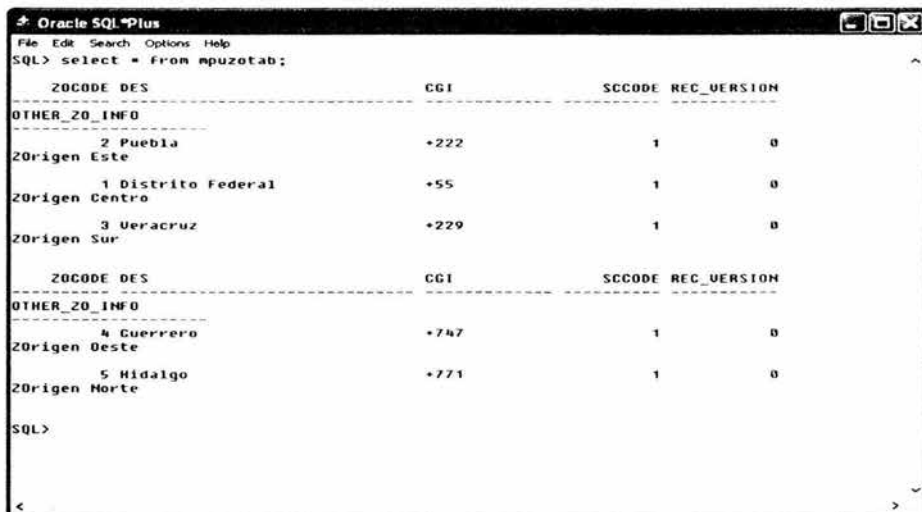 Oracle SQL*Plus
File Edit Search Options Help
SQL> select * from mpuzotab;
ZOCODE DES CGI SCCODE REC_VERSION
---------- ------------------------------ --------------- ---------- -----------
OTHER_ZO_INFO
--------------------
2 Puebla +222 1 0
ZOrigen Este
1 Distrito Federal +55 1 0
ZOrigen Centro
3 Veracruz +229 1 0
ZOrigen Sur
ZOCODE DES CGI SCCODE REC_VERSION
---------- ------------------------------ --------------- ---------- -----------
OTHER_ZO_INFO
--------------------
4 Guerrero +747 1 0
ZOrigen Oeste
5 Hidalgo +771 1 0
ZOrigen Norte
SQL>